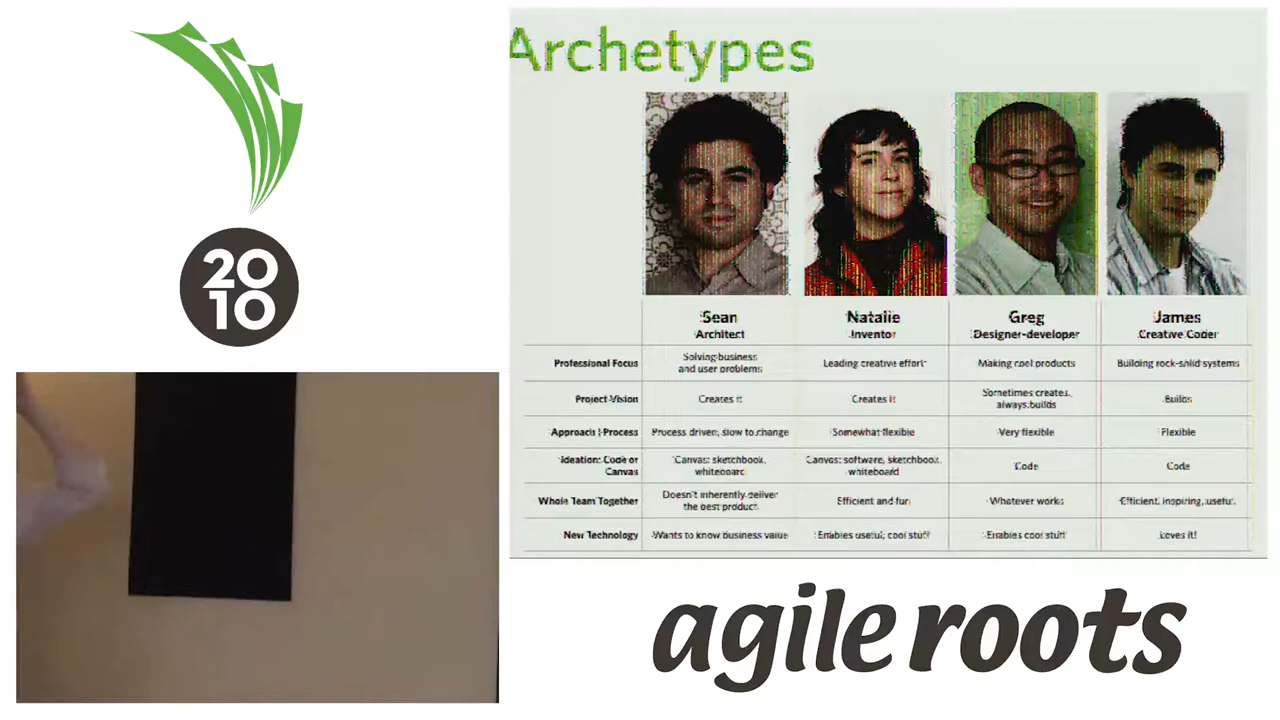 20
10
Archetypes
Sean Natalie Greg James
Architect Inventor Designer-developer Creative Coder
Professional Focus Solving business and user problems Leading creative effort Making cool products Building rock-solid systems
Project Vision Creates it Creates it Sometimes creates, always builds Builds
Approach | Process Process driven, slow to change Somewhat flexible Very flexible Flexible
Ideation: Code or Canvas Canvas: sketchbook, whiteboard Canvas: software, sketchbook, whiteboard Code Code
Whole Team Together Doesn't inherently deliver the best product Efficient and fun Whatever works Efficient, inspiring, useful.
New Technology Wants to know business value Enables useful, cool stuff Enables cool stuff Loves it!
agile roots